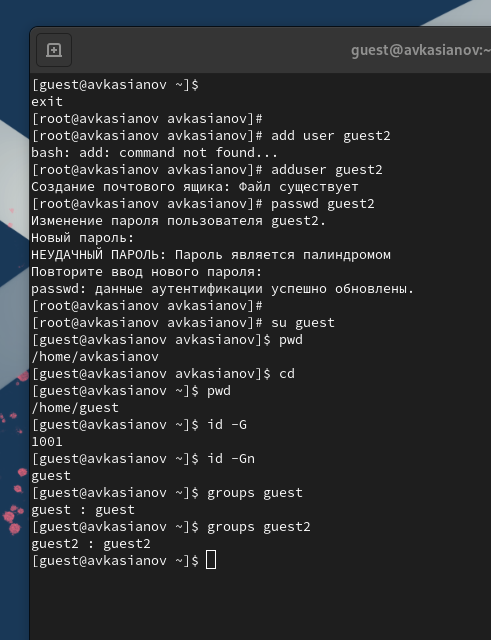 guest@avkasianov:~
[guest@avkasianov ~]$
exit
[root@avkasianov avkasianov]#
[root@avkasianov avkasianov]# add user guest2
bash: add: command not found...
[root@avkasianov avkasianov]# adduser guest2
Создание почтового ящика: Файл существует
[root@avkasianov avkasianov]# passwd guest2
Изменение пароля пользователя guest2.
Новый пароль:
НЕУДАЧНЫЙ ПАРОЛЬ: Пароль является палиндромом
Повторите ввод нового пароля:
passwd: данные аутентификации успешно обновлены.
[root@avkasianov avkasianov]#
[root@avkasianov avkasianov]# su guest
[guest@avkasianov avkasianov]$ pwd
/home/avkasianov
[guest@avkasianov avkasianov]$ cd
[guest@avkasianov ~]$ pwd
/home/guest
[guest@avkasianov ~]$ id -G
1001
[guest@avkasianov ~]$ id -Gn
guest
[guest@avkasianov ~]$ groups guest
guest : guest
[guest@avkasianov ~]$ groups guest2
guest2 : guest2
[guest@avkasianov ~]$